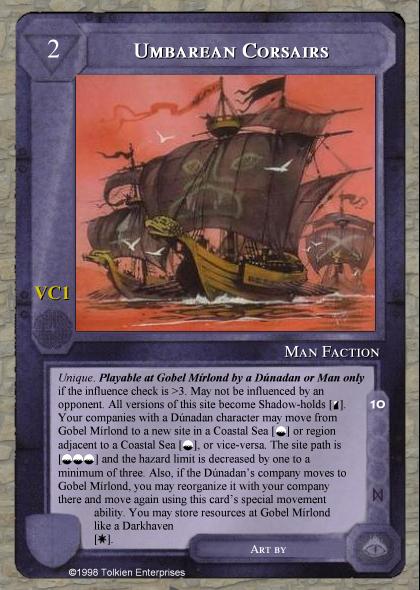 2
UMBAREAN CORSAIRS
VC1
MAN FACTION
Unique. Playable at Gobel Mírlond by a Dúnadan or Man only
if the influence check is >3. May not be influenced by an
opponent. All versions of this site become Shadow-holds [].
Your companies with a Dúnadan character may move from
Gobel Mírlond to a new site in a Coastal Sea [] or region
adjacent to a Coastal Sea [], or vice-versa. The site path is
[] and the hazard limit is decreased by one to a
minimum of three. Also, if the Dúnadan's company moves to
Gobel Mírlond, you may reorganize it with your company
there and move again using this card's special movement
ability. You may store resources at Gobel Mírlond
like a Darkhaven
[].
10
ART BY
©1998 Tolkien Enterprises